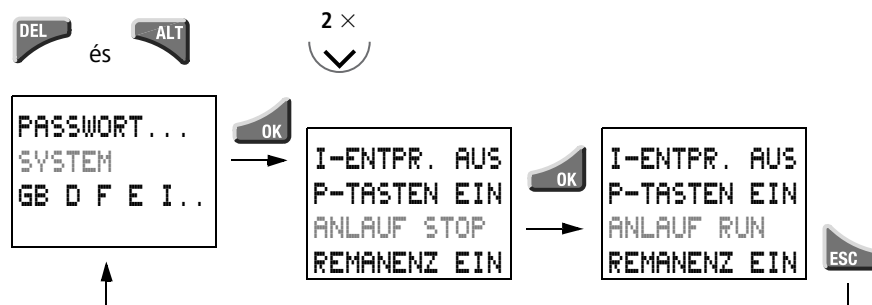 DEL
és
ALT
2 ×
PASSWORT...
SYSTEM
GB D F E I..
OK
I-ENTPR. AUS
P-TASTEN EIN
ANLAUF STOP
REMANENZ EIN
OK
I-ENTPR. AUS
P-TASTEN EIN
ANLAUF RUN
REMANENZ EIN
ESC